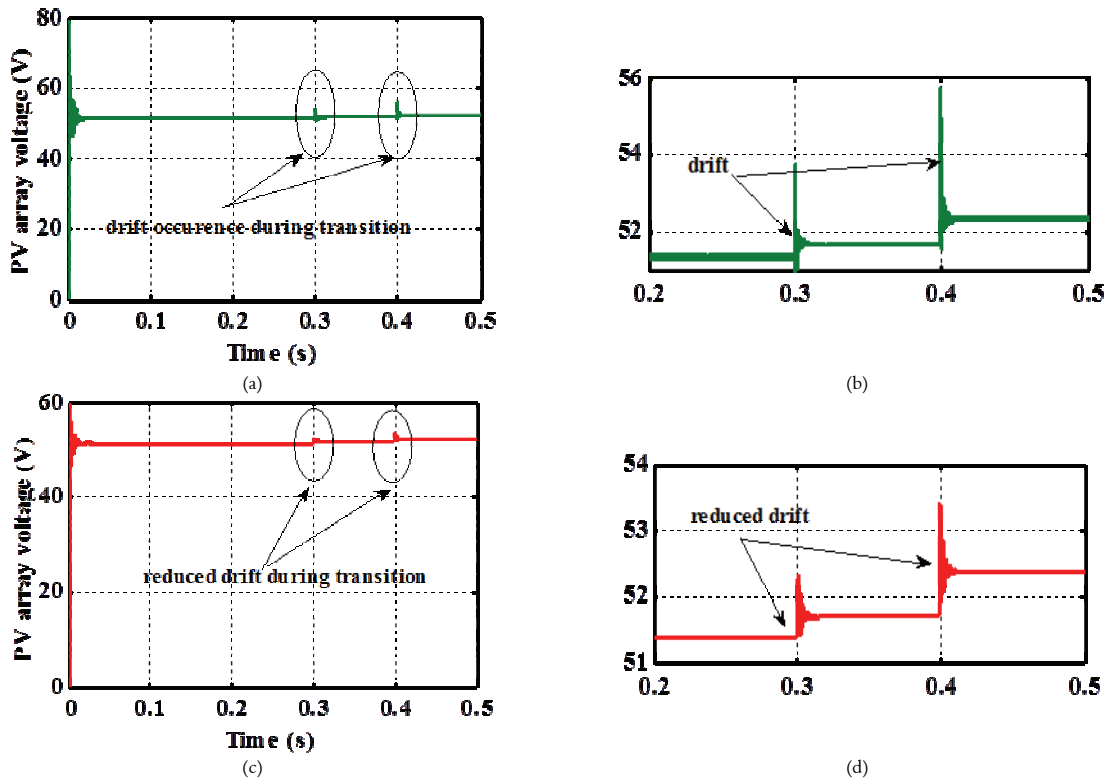 80
60
40
20
0
PV array voltage (V)
drift occurence during transition
0 0.1 0.2 0.3 0.4 0.5
Time (s)
(a)
56
54
52
51
drift
0.2 0.3 0.4 0.5
(b)
60
40
20
0
PV array voltage (V)
reduced drift during transition
0 0.1 0.2 0.3 0.4 0.5
Time (s)
(c)
54
53
52
51
reduced drift
0.2 0.3 0.4 0.5
(d)